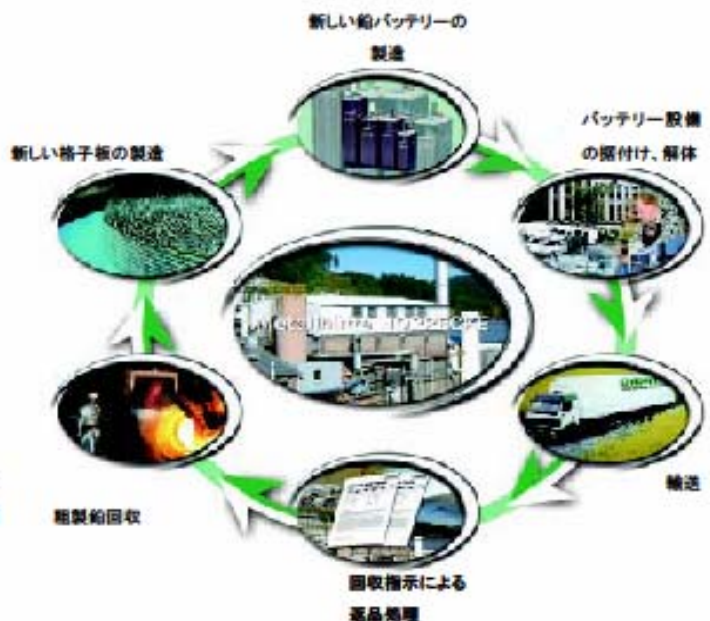 新しい鉛バッテリーの
製造
バッテリー設備
の据付け、解体
新しい格子板の製造
輸送
粗製鉛回収
回収指示による
返品処理